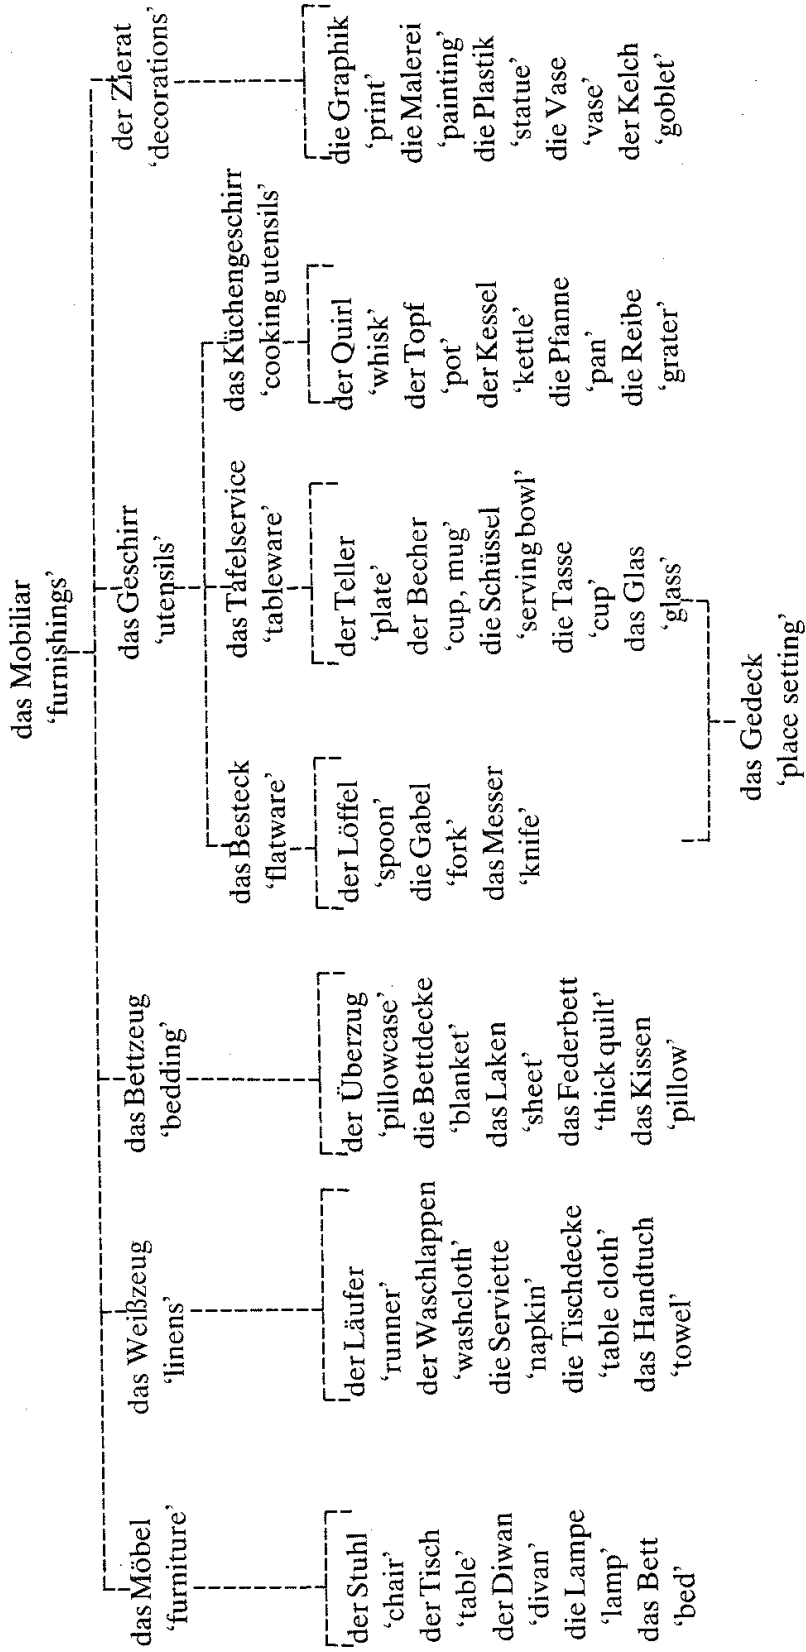 das Mobiliar
‘furnishings’
das Möbel
‘furniture’
der Stuhl
‘chair’
der Tisch
‘table’
der Diwan
‘divan’
die Lampe
‘lamp’
das Bett
‘bed’
das Weißzeug
‘linens’
der Läufer
‘runner’
der Waschlappen
‘washcloth’
die Serviette
‘napkin’
die Tischdecke
‘table cloth’
das Handtuch
‘towel’
das Bettzeug
‘bedding’
der Überzug
‘pillowcase’
die Bettdecke
‘blanket’
das Laken
‘sheet’
das Federbett
‘thick quilt’
das Kissen
‘pillow’
das Geschirr
‘utensils’
das Besteck
‘flatware’
der Löffel
‘spoon’
die Gabel
‘fork’
das Messer
‘knife’
das Tafelservice
‘tableware’
der Teller
‘plate’
der Becher
‘cup, mug’
die Schüssel
‘serving bowl’
die Tasse
‘cup’
das Glas
‘glass’
das Gedeck
‘place setting’
das Küchengeschirr
‘cooking utensils’
der Quirl
‘whisk’
der Topf
‘pot’
der Kessel
‘kettle’
die Pfanne
‘pan’
die Reibe
‘grater’
der Zierat
‘decorations’
die Graphik
‘print’
die Malerei
‘painting’
die Plastik
‘statue’
die Vase
‘vase’
der Kelch
‘goblet’